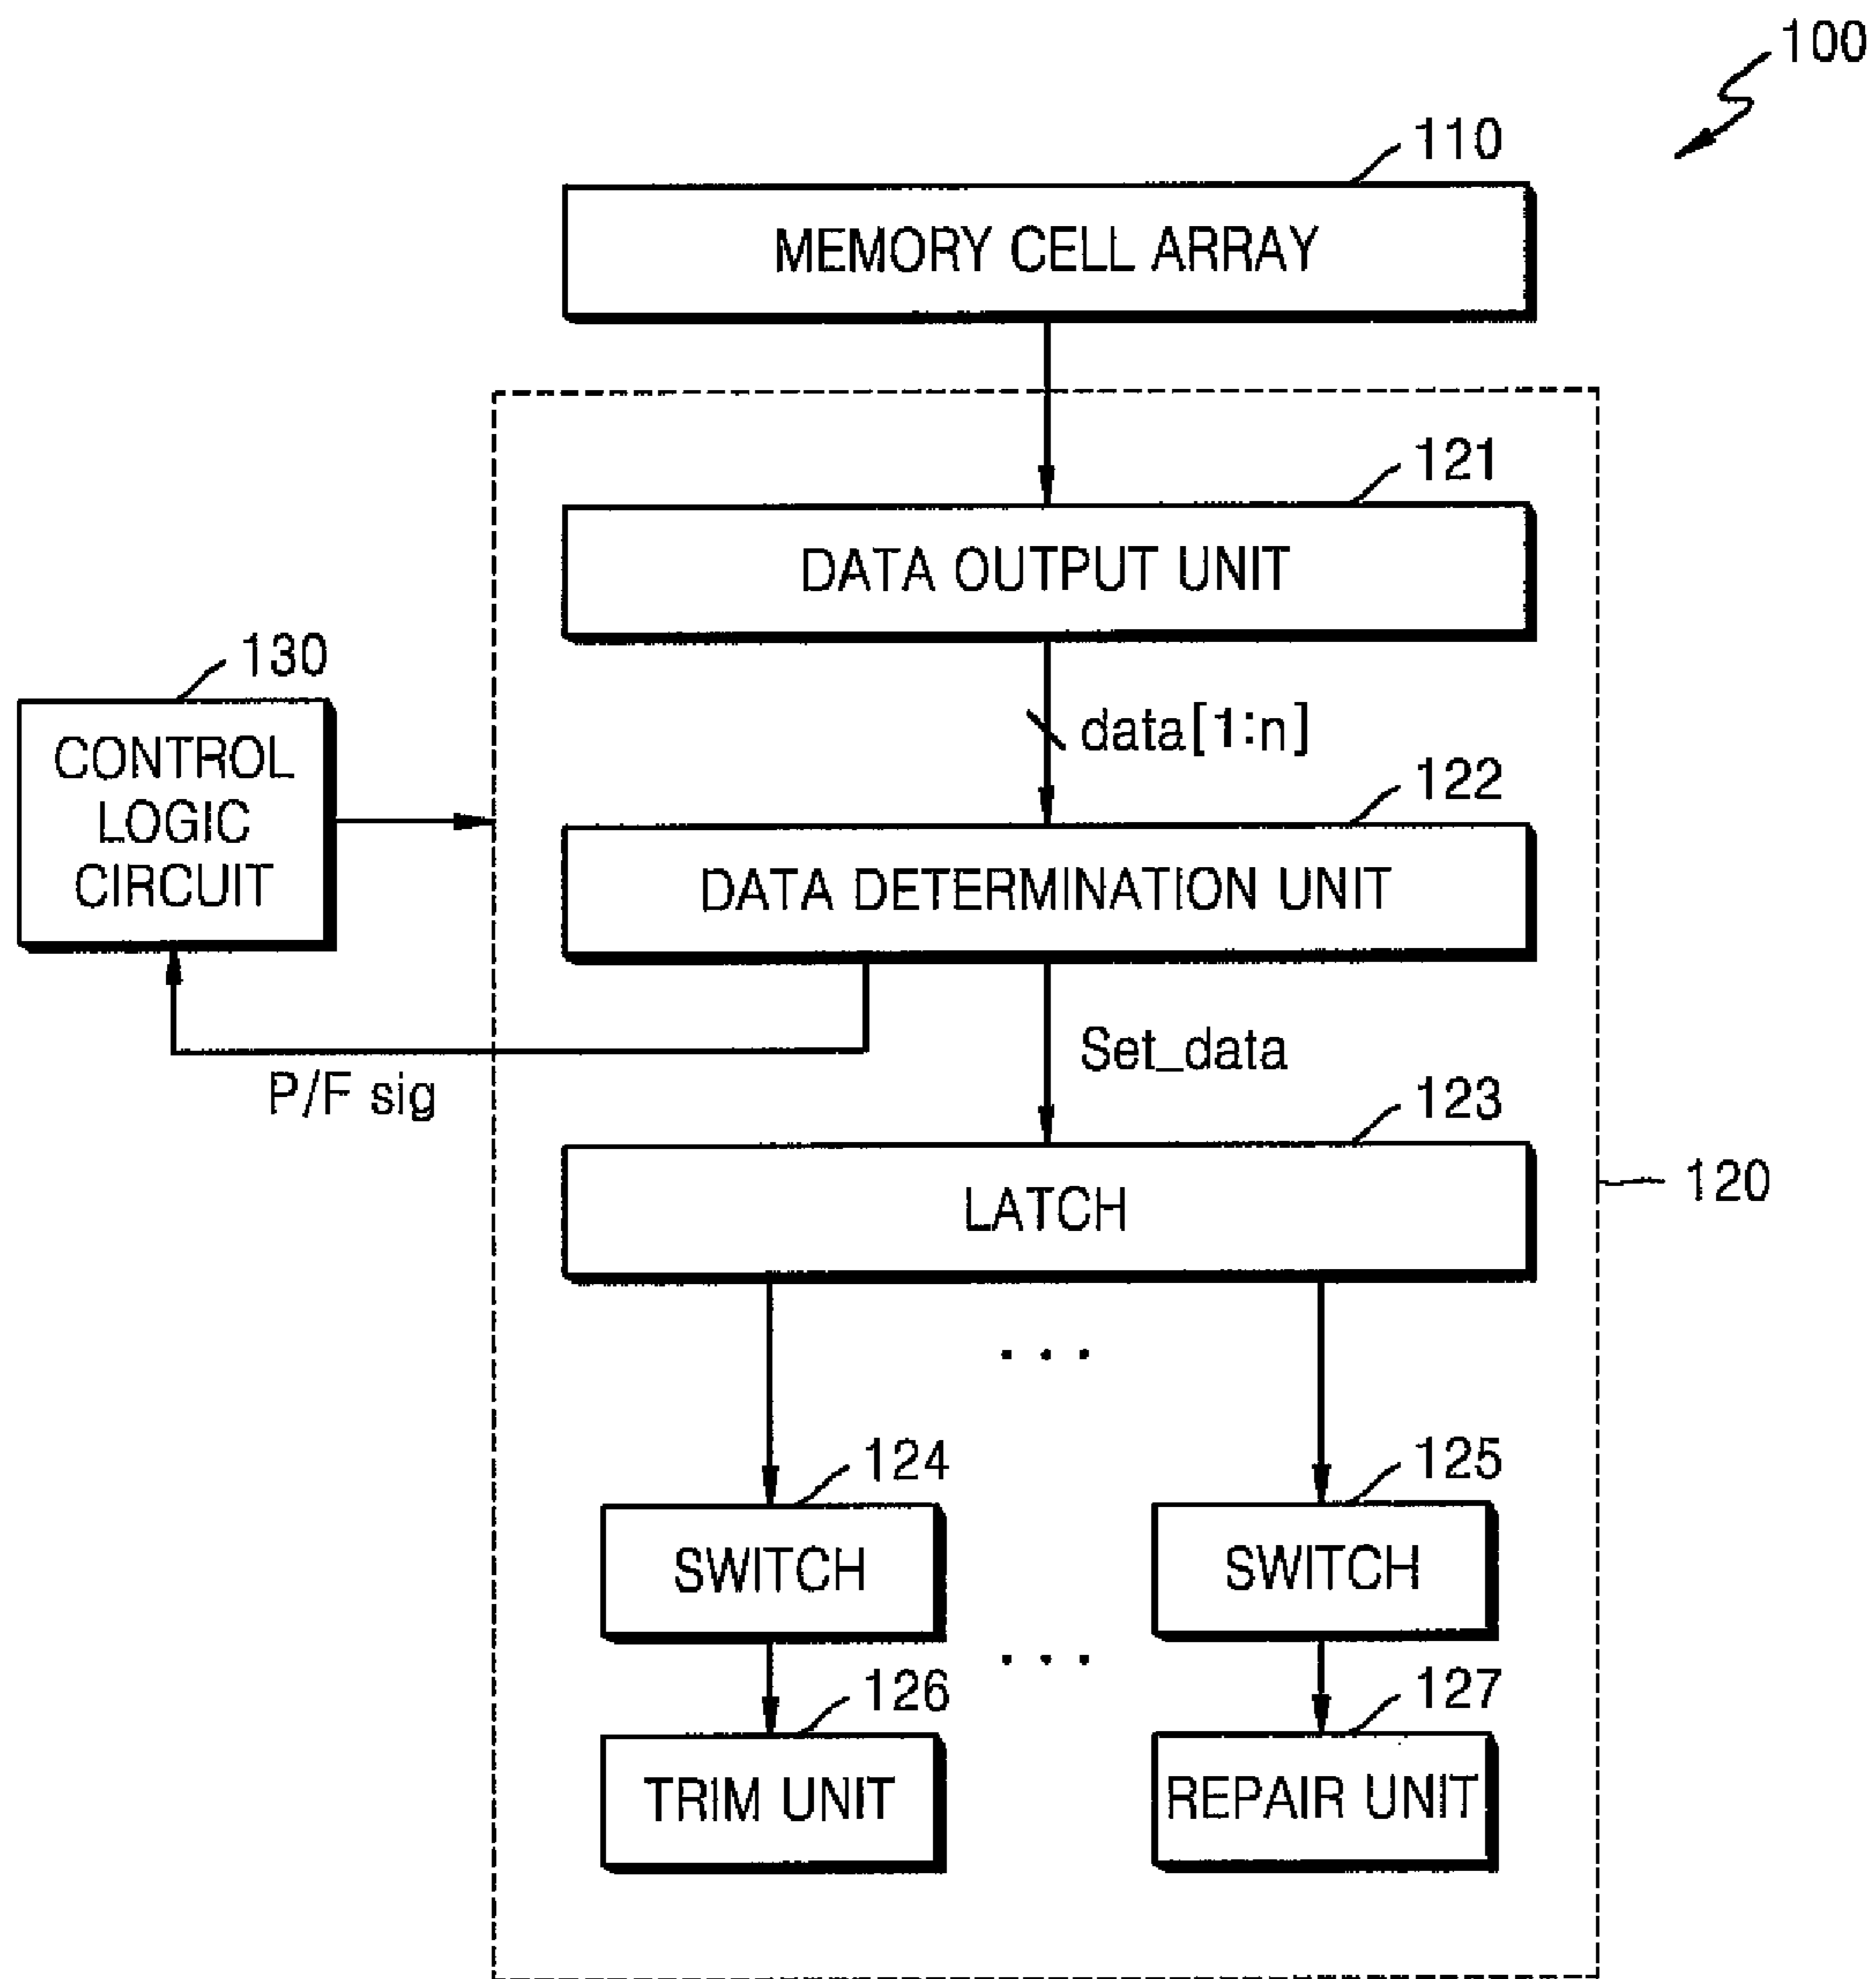 100
110
MEMORY CELL ARRAY
121
DATA OUTPUT UNIT
130
CONTROL
LOGIC
CIRCUIT
data[1:n]
122
DATA DETERMINATION UNIT
P/F sig
Set_data
123
LATCH
120
. . .
124
SWITCH
125
SWITCH
. . .
126
TRIM UNIT
127
REPAIR UNIT